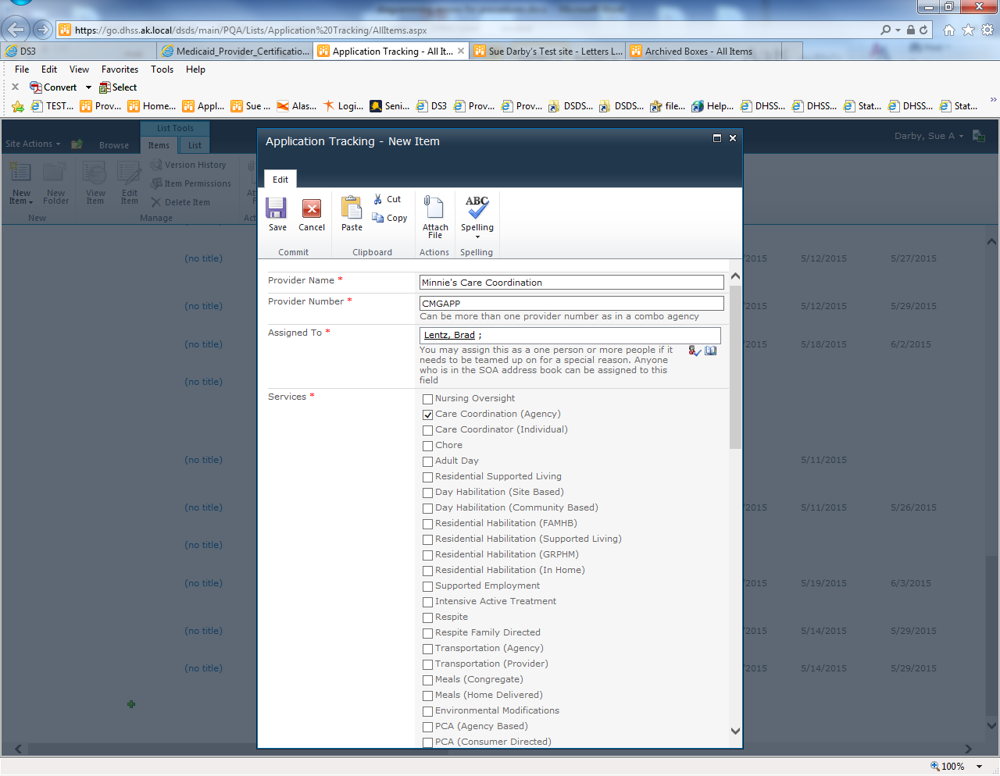 https://go.dhss.ak.local/dsds/main/PQA/Lists/Application%20Tracking/AllItems.aspx
DS3
Medicaid_Provider_Certificatio...
Application Tracking - All It...
Sue Darby's Test site - Letters L...
Archived Boxes - All Items
File Edit View Favorites Tools Help
Convert Select
TEST... Prov... Home... Appl... Sue ... Alas... Logi... Seni... DS3 Prov... Prov... DSDS... DSDS... file... Help... DHSS... DHSS... Stat... DHSS... Stat...
List Tools
Site Actions Browse Items List
Darby, Sue A
New Item
New Folder
View Item
Edit Item
Version History
Item Permissions
Delete Item
New
Manage
Application Tracking - New Item
Edit
Save
Cancel
Paste
Cut
Copy
Attach File
ABC
Spelling
Commit
Clipboard
Actions
Spelling
Provider Name *
Minnie's Care Coordination
Provider Number *
CMGAPP
Can be more than one provider number as in a combo agency
Assigned To *
Lentz, Brad ;
You may assign this as a one person or more people if it
needs to be teamed up on for a special reason. Anyone
who is in the SOA address book can be assigned to this
field
Services *
Nursing Oversight
Care Coordination (Agency)
Care Coordinator (Individual)
Chore
Adult Day
Residential Supported Living
Day Habilitation (Site Based)
Day Habilitation (Community Based)
Residential Habilitation (FAMHB)
Residential Habilitation (Supported Living)
Residential Habilitation (GRPHM)
Residential Habilitation (In Home)
Supported Employment
Intensive Active Treatment
Respite
Respite Family Directed
Transportation (Agency)
Transportation (Provider)
Meals (Congregate)
Meals (Home Delivered)
Environmental Modifications
PCA (Agency Based)
PCA (Consumer Directed)
(no title) /2015 5/12/2015 5/27/2015
(no title) /2015 5/12/2015 5/29/2015
(no title) /2015 5/18/2015 6/2/2015
(no title)
(no title) 5/11/2015
(no title) /2015 5/11/2015 5/26/2015
(no title)
(no title) /2015 5/19/2015 6/3/2015
(no title) /2015 5/14/2015 5/29/2015
(no title) /2015 5/14/2015 5/29/2015
100%